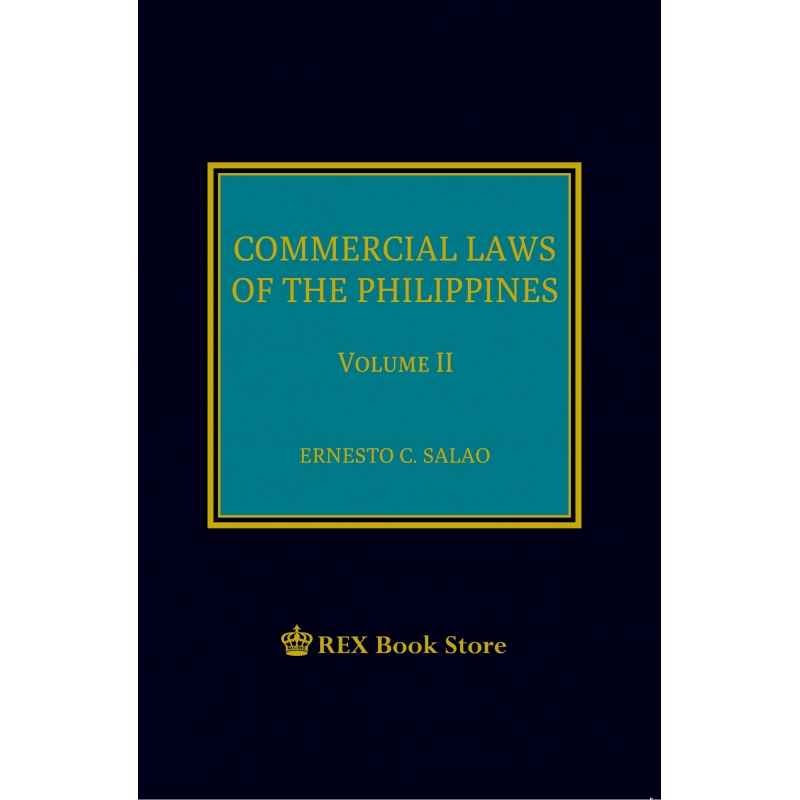 COMMERCIAL LAWS
OF THE PHILIPPINES
VOLUME II
ERNESTO C. SALAO
REX Book Store